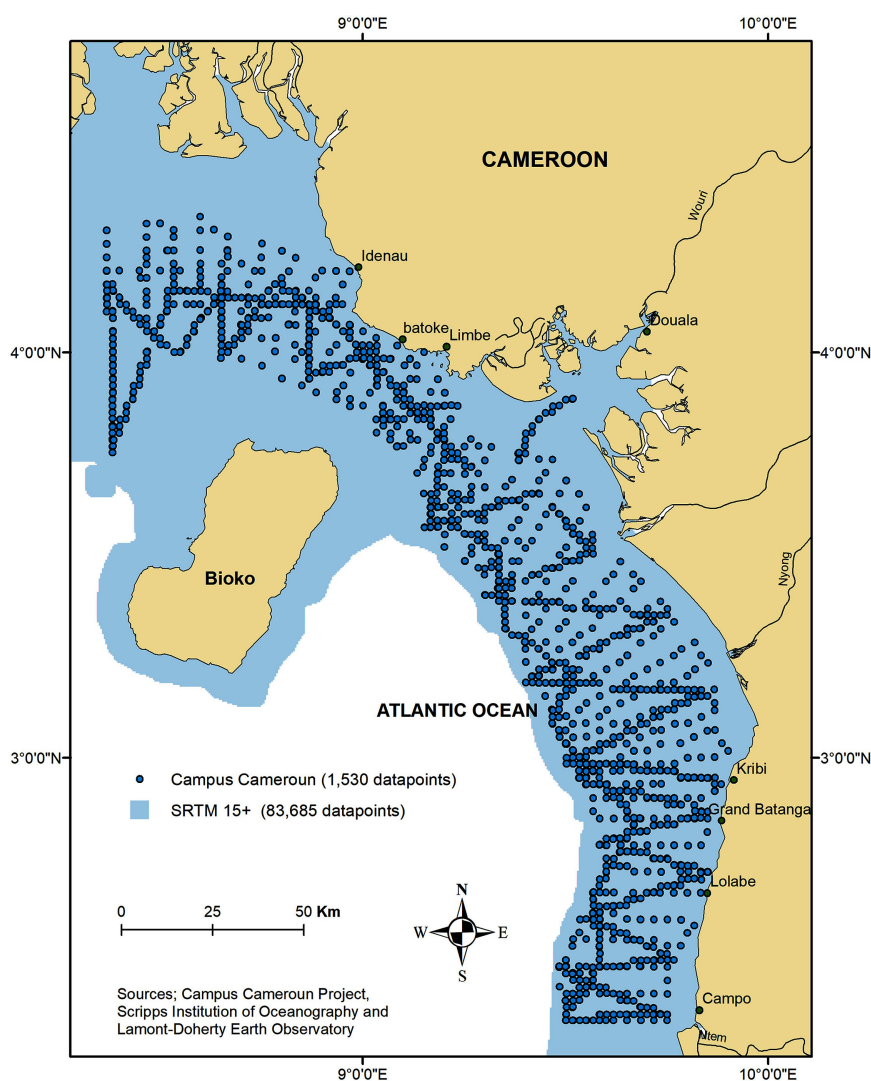 9°0'0"E
10°0'0"E
CAMEROON
Wouri
Idenau
Douala
batoke
Limbe
4°0'0"N
4°0'0"N
Nyong
Bioko
ATLANTIC OCEAN
3°0'0"N
3°0'0"N
Kribi
Campus Cameroun (1,530 datapoints)
SRTM 15+ (83,685 datapoints)
Grand Batanga
Lolabe
N
0 25 50 Km
W E
S
Sources; Campus Cameroun Project,
Scripps Institution of Oceanography and
Lamont-Doherty Earth Observatory
Campo
Ntem
9°0'0"E
10°0'0"E